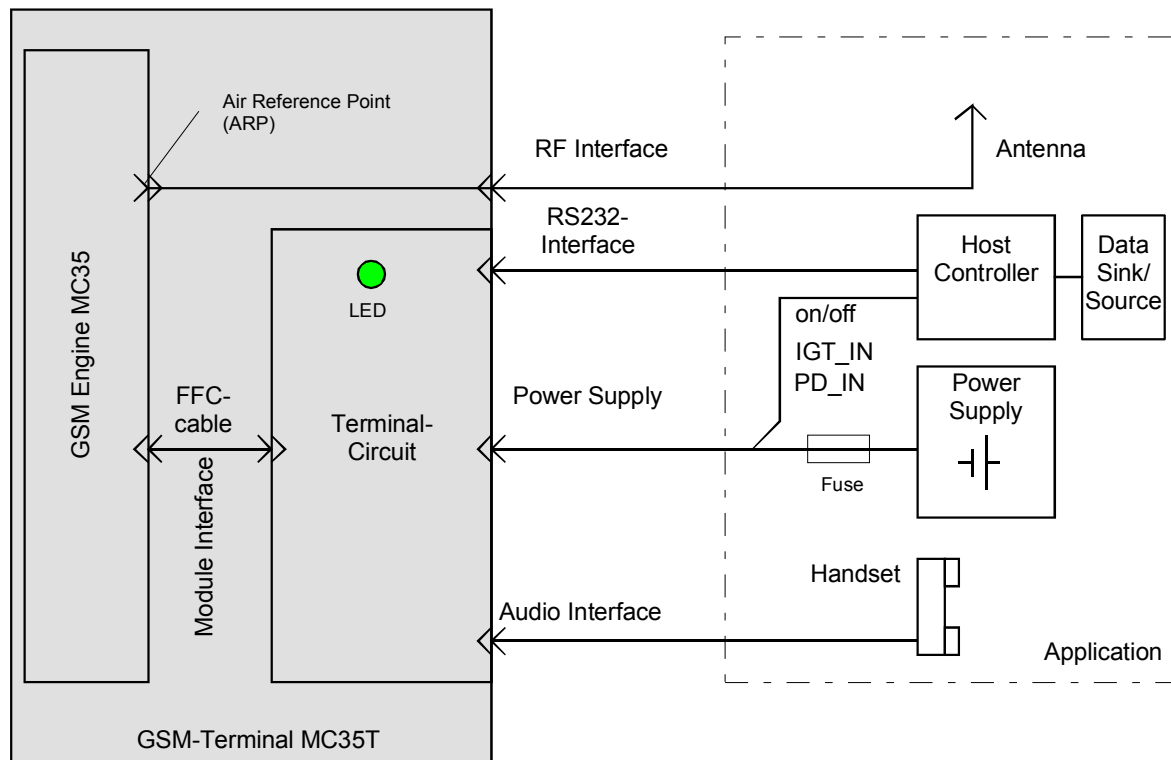 Air Reference Point
(ARP)
RF Interface
Antenna
RS232-
Interface
Host
Controller
Data
Sink/
Source
LED
on/off
IGT_IN
PD_IN
GSM Engine MC35
FFC-
cable
Module Interface
Terminal-
Circuit
Power Supply
Fuse
Power
Supply
Handset
Audio Interface
Application
GSM-Terminal MC35T